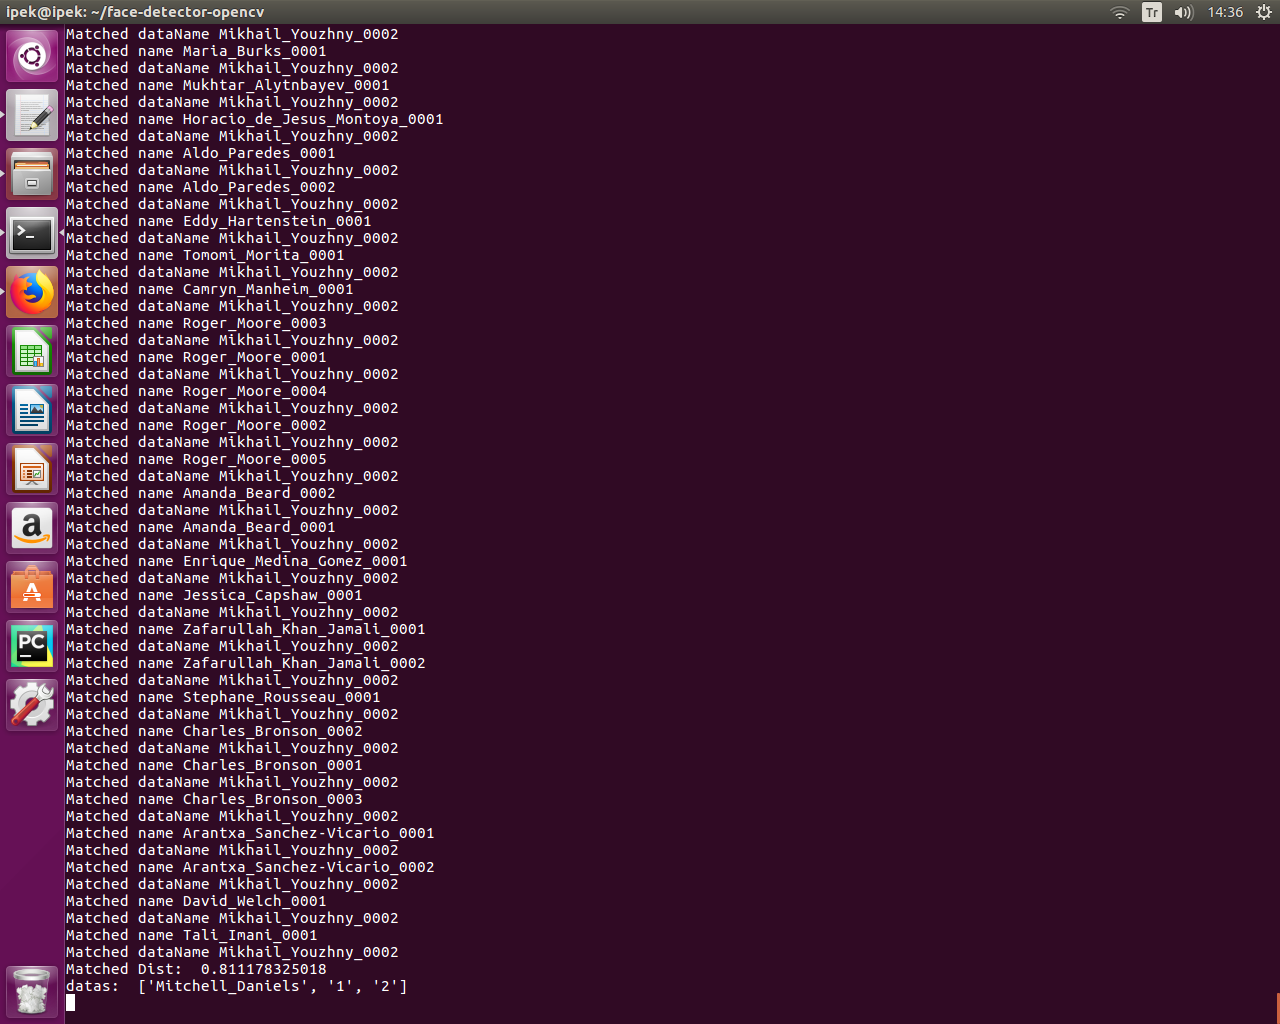 ipek@ipek: ~/face-detector-opencv
Tr
14:36
Matched dataName Mikhail_Youzhny_0002
Matched name Maria_Burks_0001
Matched dataName Mikhail_Youzhny_0002
Matched name Mukhtar_Alytnbayev_0001
Matched dataName Mikhail_Youzhny_0002
Matched name Horacio_de_Jesus_Montoya_0001
Matched dataName Mikhail_Youzhny_0002
Matched name Aldo_Paredes_0001
Matched dataName Mikhail_Youzhny_0002
Matched name Aldo_Paredes_0002
Matched dataName Mikhail_Youzhny_0002
Matched name Eddy_Hartenstein_0001
Matched dataName Mikhail_Youzhny_0002
Matched name Tomomi_Morita_0001
Matched dataName Mikhail_Youzhny_0002
Matched name Camryn_Manheim_0001
Matched dataName Mikhail_Youzhny_0002
Matched name Roger_Moore_0003
Matched dataName Mikhail_Youzhny_0002
Matched name Roger_Moore_0001
Matched dataName Mikhail_Youzhny_0002
Matched name Roger_Moore_0004
Matched dataName Mikhail_Youzhny_0002
Matched name Roger_Moore_0002
Matched dataName Mikhail_Youzhny_0002
Matched name Roger_Moore_0005
Matched dataName Mikhail_Youzhny_0002
Matched name Amanda_Beard_0002
Matched dataName Mikhail_Youzhny_0002
Matched name Amanda_Beard_0001
Matched dataName Mikhail_Youzhny_0002
Matched name Enrique_Medina_Gomez_0001
Matched dataName Mikhail_Youzhny_0002
Matched name Jessica_Capshaw_0001
Matched dataName Mikhail_Youzhny_0002
Matched name Zafarullah_Khan_Jamali_0001
Matched dataName Mikhail_Youzhny_0002
Matched name Zafarullah_Khan_Jamali_0002
Matched dataName Mikhail_Youzhny_0002
Matched name Stephane_Rousseau_0001
Matched dataName Mikhail_Youzhny_0002
Matched name Charles_Bronson_0002
Matched dataName Mikhail_Youzhny_0002
Matched name Charles_Bronson_0001
Matched dataName Mikhail_Youzhny_0002
Matched name Charles_Bronson_0003
Matched dataName Mikhail_Youzhny_0002
Matched name Arantxa_Sanchez-Vicario_0001
Matched dataName Mikhail_Youzhny_0002
Matched name Arantxa_Sanchez-Vicario_0002
Matched dataName Mikhail_Youzhny_0002
Matched name David_Welch_0001
Matched dataName Mikhail_Youzhny_0002
Matched name Tali_Imani_0001
Matched dataName Mikhail_Youzhny_0002
Matched Dist:  0.811178325018
datas:  ['Mitchell_Daniels', '1', '2']
>_
a
A
PC